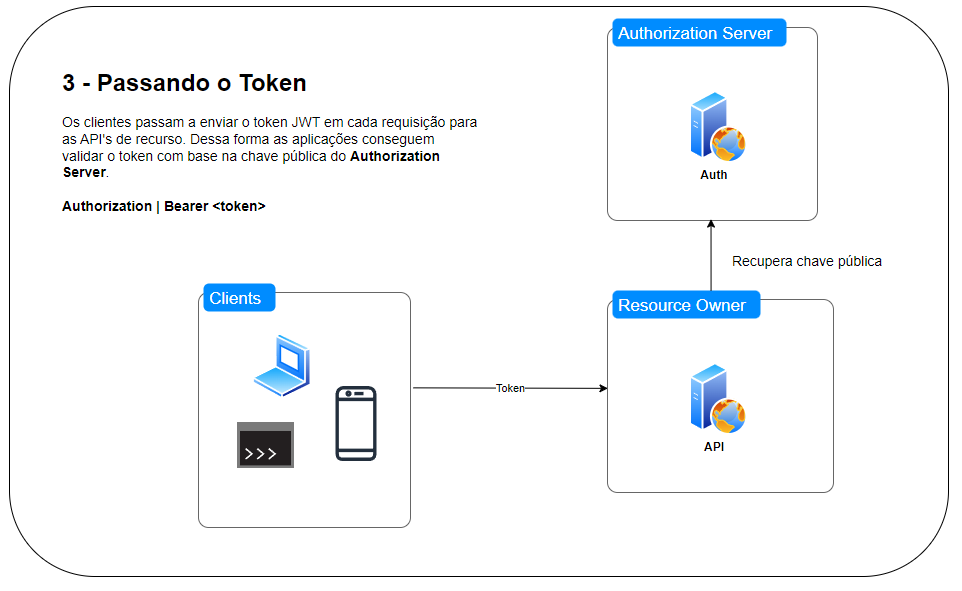 Authorization Server
3 - Passando o Token
Os clientes passam a enviar o token JWT em cada requisição para
as API's de recurso. Dessa forma as aplicações conseguem
validar o token com base na chave pública do Authorization
Server.
Authorization | Bearer <token>
Auth
Recupera chave pública
Clients
Resource Owner
>>>
Token
API